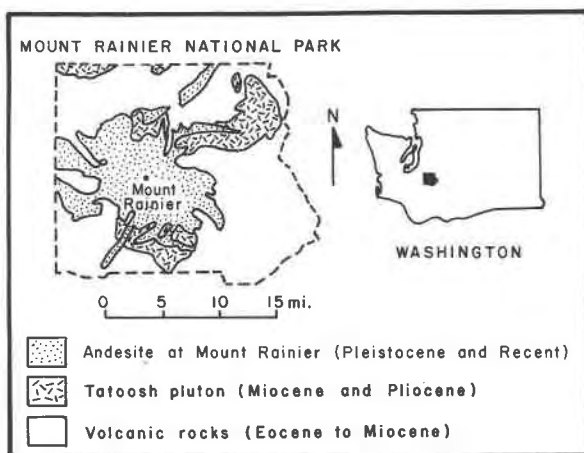 MOUNT RAINIER NATIONAL PARK
N
Mount
Rainier
WASHINGTON
0 5 10 15 mi.
Andesite at Mount Rainier (Pleistocene and Recent)
Tatoosh pluton (Miocene and Pliocene)
Volcanic rocks (Eocene to Miocene)